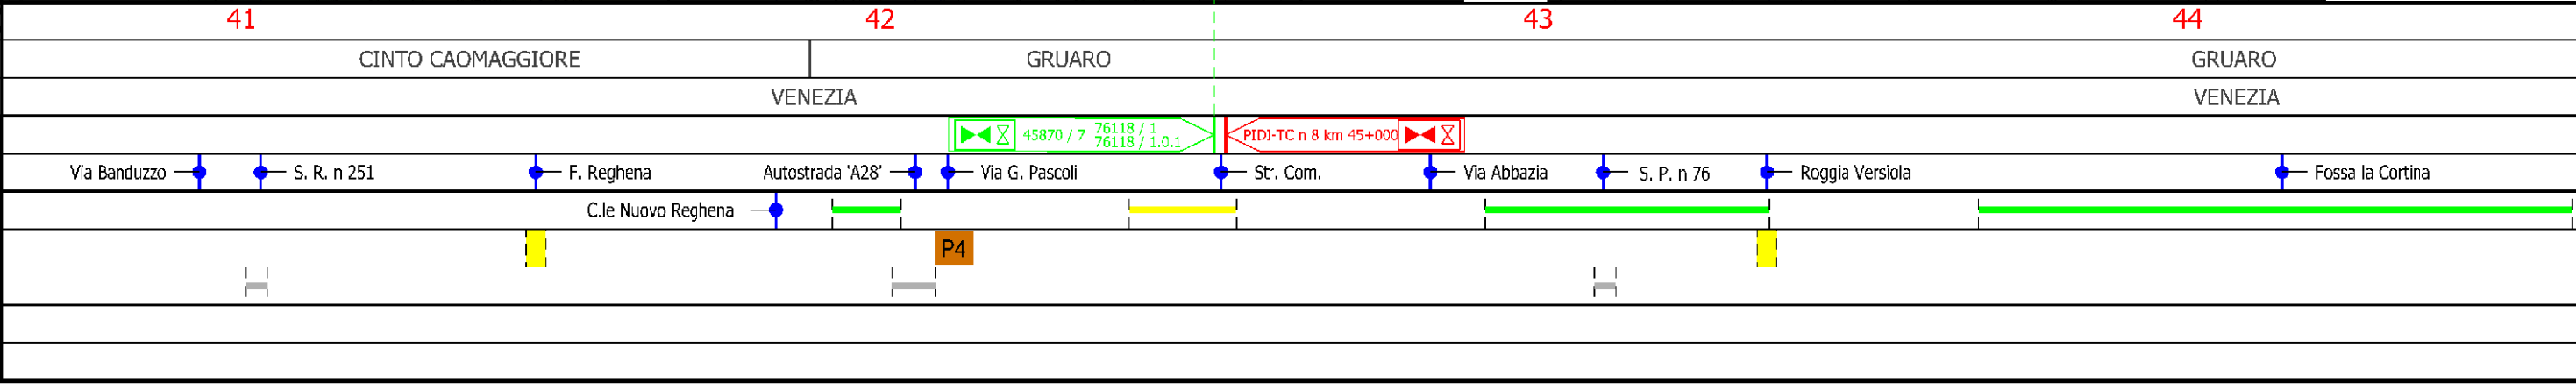 41 42 43 44
CINTO CAOMAGGIORE GRUARO GRUARO
VENEZIA VENEZIA
45870 / 7 76118 / 1 PIDI-TC n 8 km 45+000
76118 / 1.0.1
Via Banduzzo S. R. n 251 F. Reghena Autostrada 'A28' Via G. Pascoli Str. Com. Via Abbazia S. P. n 76 Roggia Versiola Fossa la Cortina
C.le Nuovo Reghena
P4